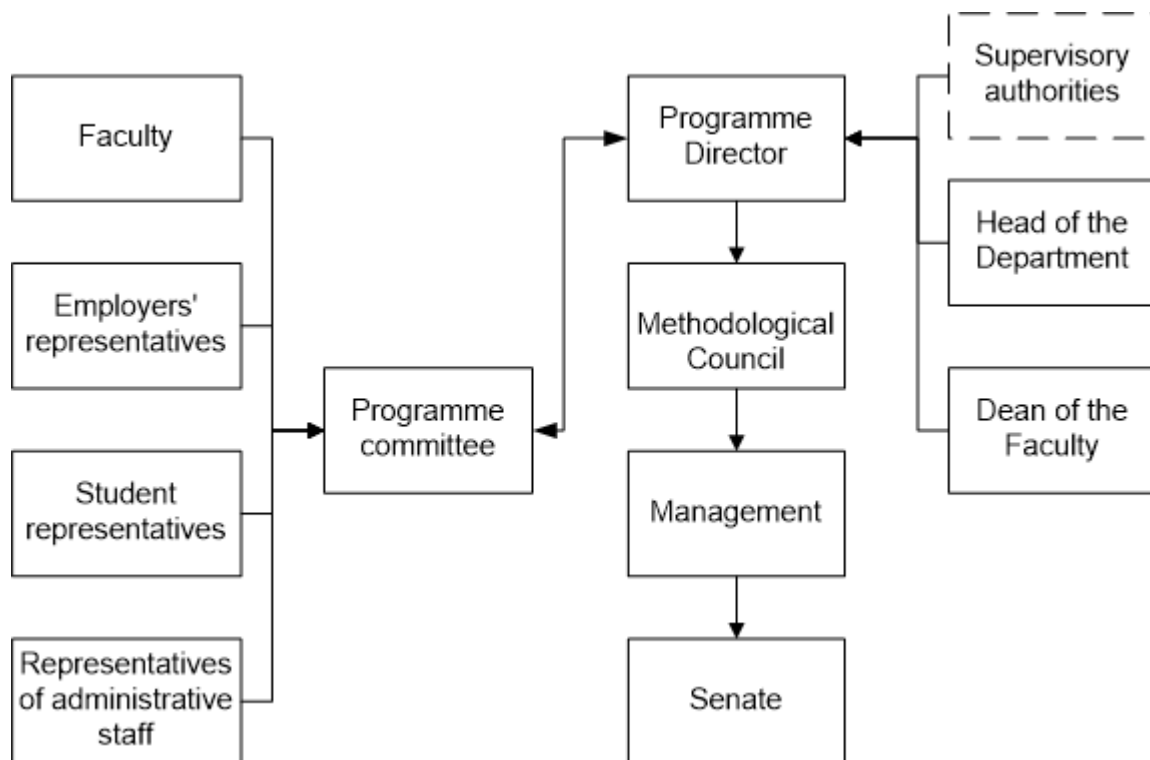 Supervisory
authorities
Faculty
Programme
Director
Head of the
Department
Employers'
representatives
Methodological
Council
Programme
committee
Dean of the
Faculty
Student
representatives
Management
Representatives
of administrative
staff
Senate